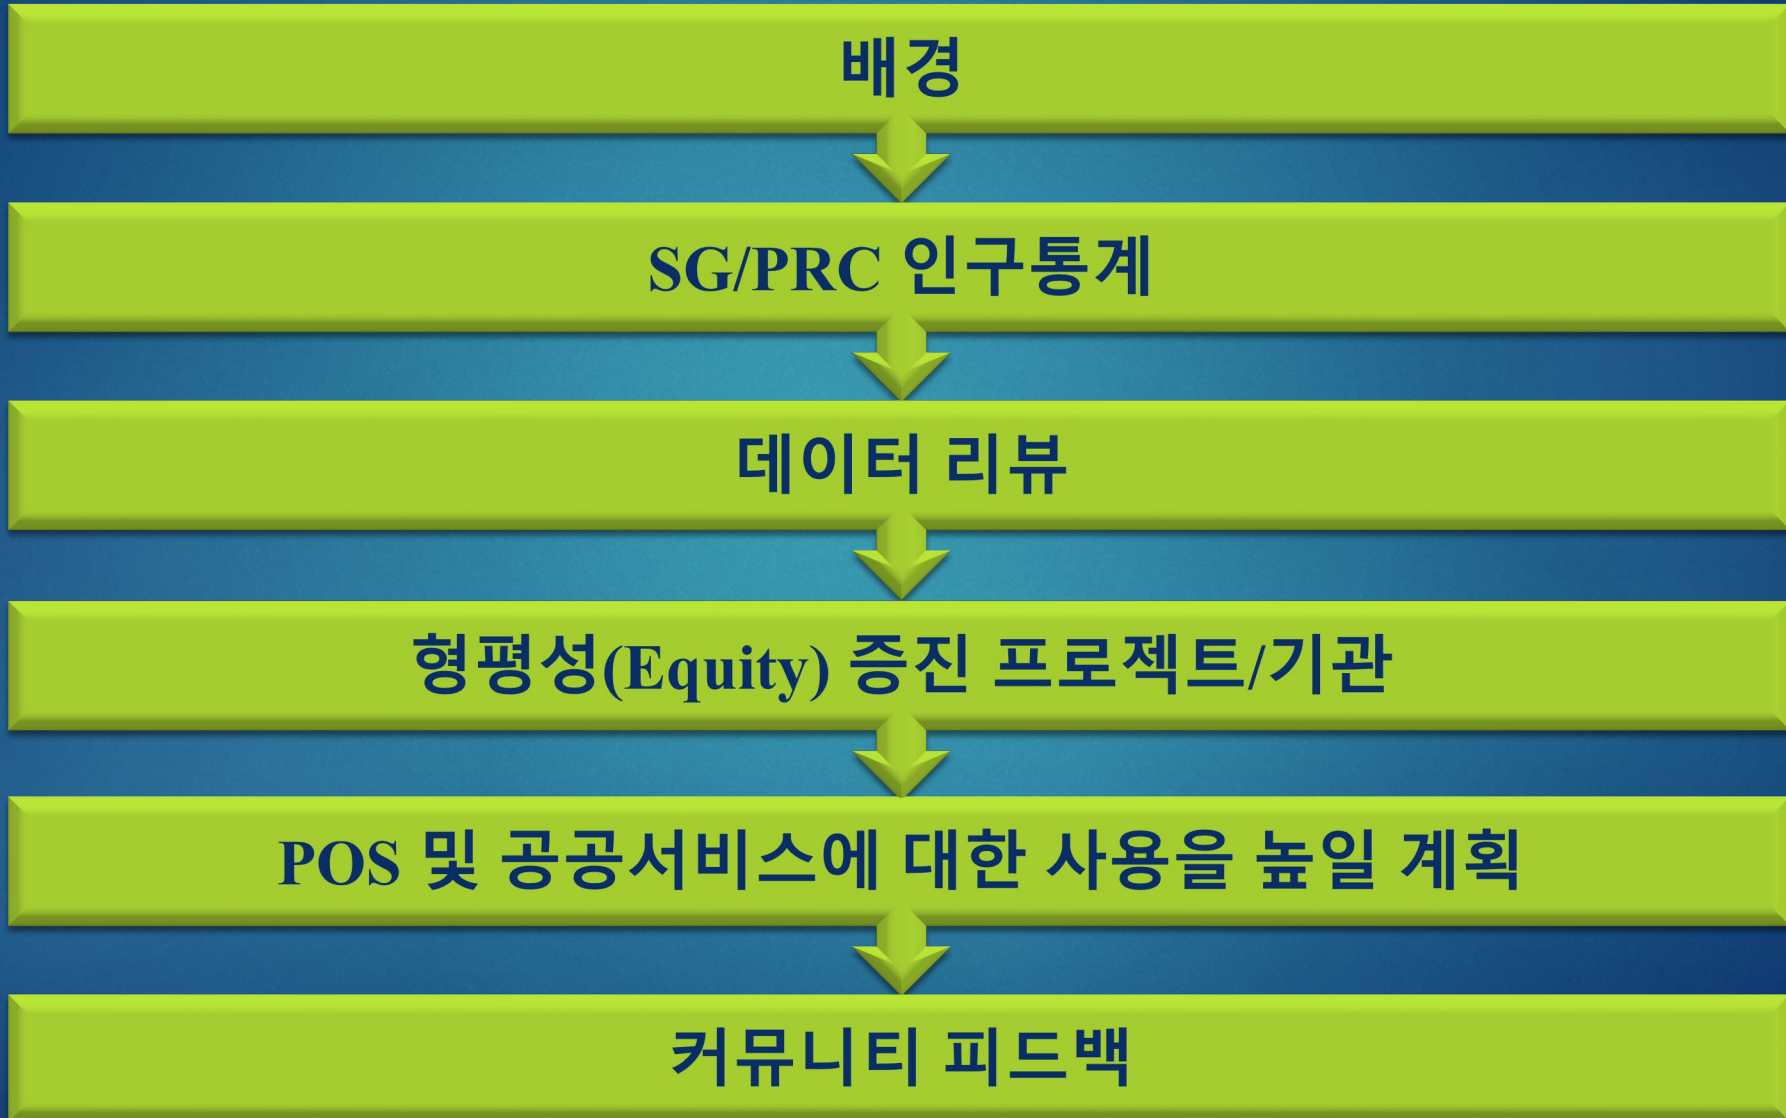 배경
SG/PRC 인구통계
데이터 리뷰
형평성(Equity) 증진 프로젝트/기관
POS 및 공공서비스에 대한 사용을 높일 계획
커뮤니티 피드백